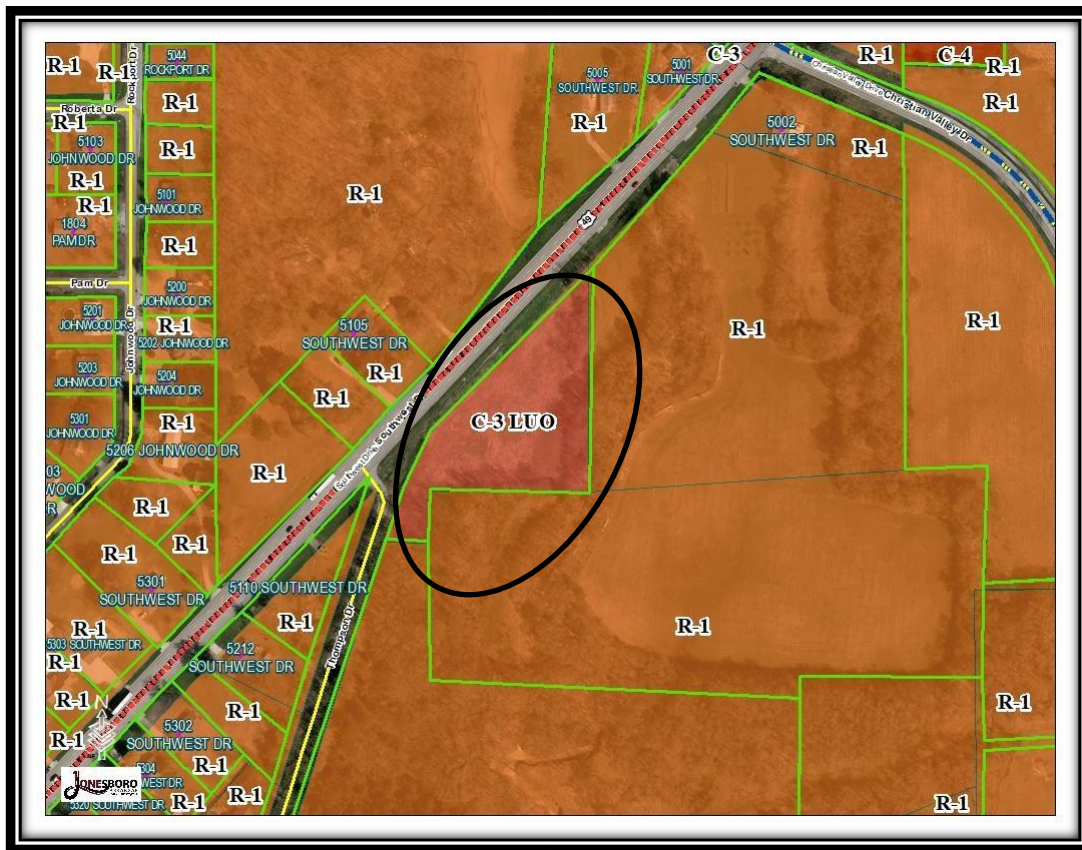 R-1
R-1
Rockport Dr
5044
ROCKPORT DR
R-1
Roberta Dr
R-1
5103
JOHNWOOD DR
R-1
R-1
R-1
5101
JOHNWOOD DR
1804
PAM DR
R-1
Pam Dr
5200
JOHNWOOD DR
5201
JOHNWOOD DR
Johnwood Dr
R-1
5202 JOHNWOOD DR
5203
JOHNWOOD DR
5204
JOHNWOOD DR
5301
JOHNWOOD DR
R-1
5206 JOHNWOOD DR
03
WOOD
R
R-1
5005
SOUTHWEST DR
R-1
5001
SOUTHWEST DR
C-3
R-1
C-4
R-1
R-1
Christian Valley Dr
5002
SOUTHWEST DR
R-1
49
R-1
R-1
5105
SOUTHWEST DR
R-1
R-1
C-3 LUO
R-1
R-1
R-1
R-1
5301
SOUTHWEST DR
5110 SOUTHWEST DR
R-1
Thompson Dr
R-1
R-1
5303 SOUTHWEST DR
R-1
5212
SOUTHWEST DR
R-1
R-1
R-1
N
R-1
5302
SOUTHWEST DR
R-1
5304
WEST DR
JONESBORO
5320 SOUTHWEST DR
R-1
R-1
R-1